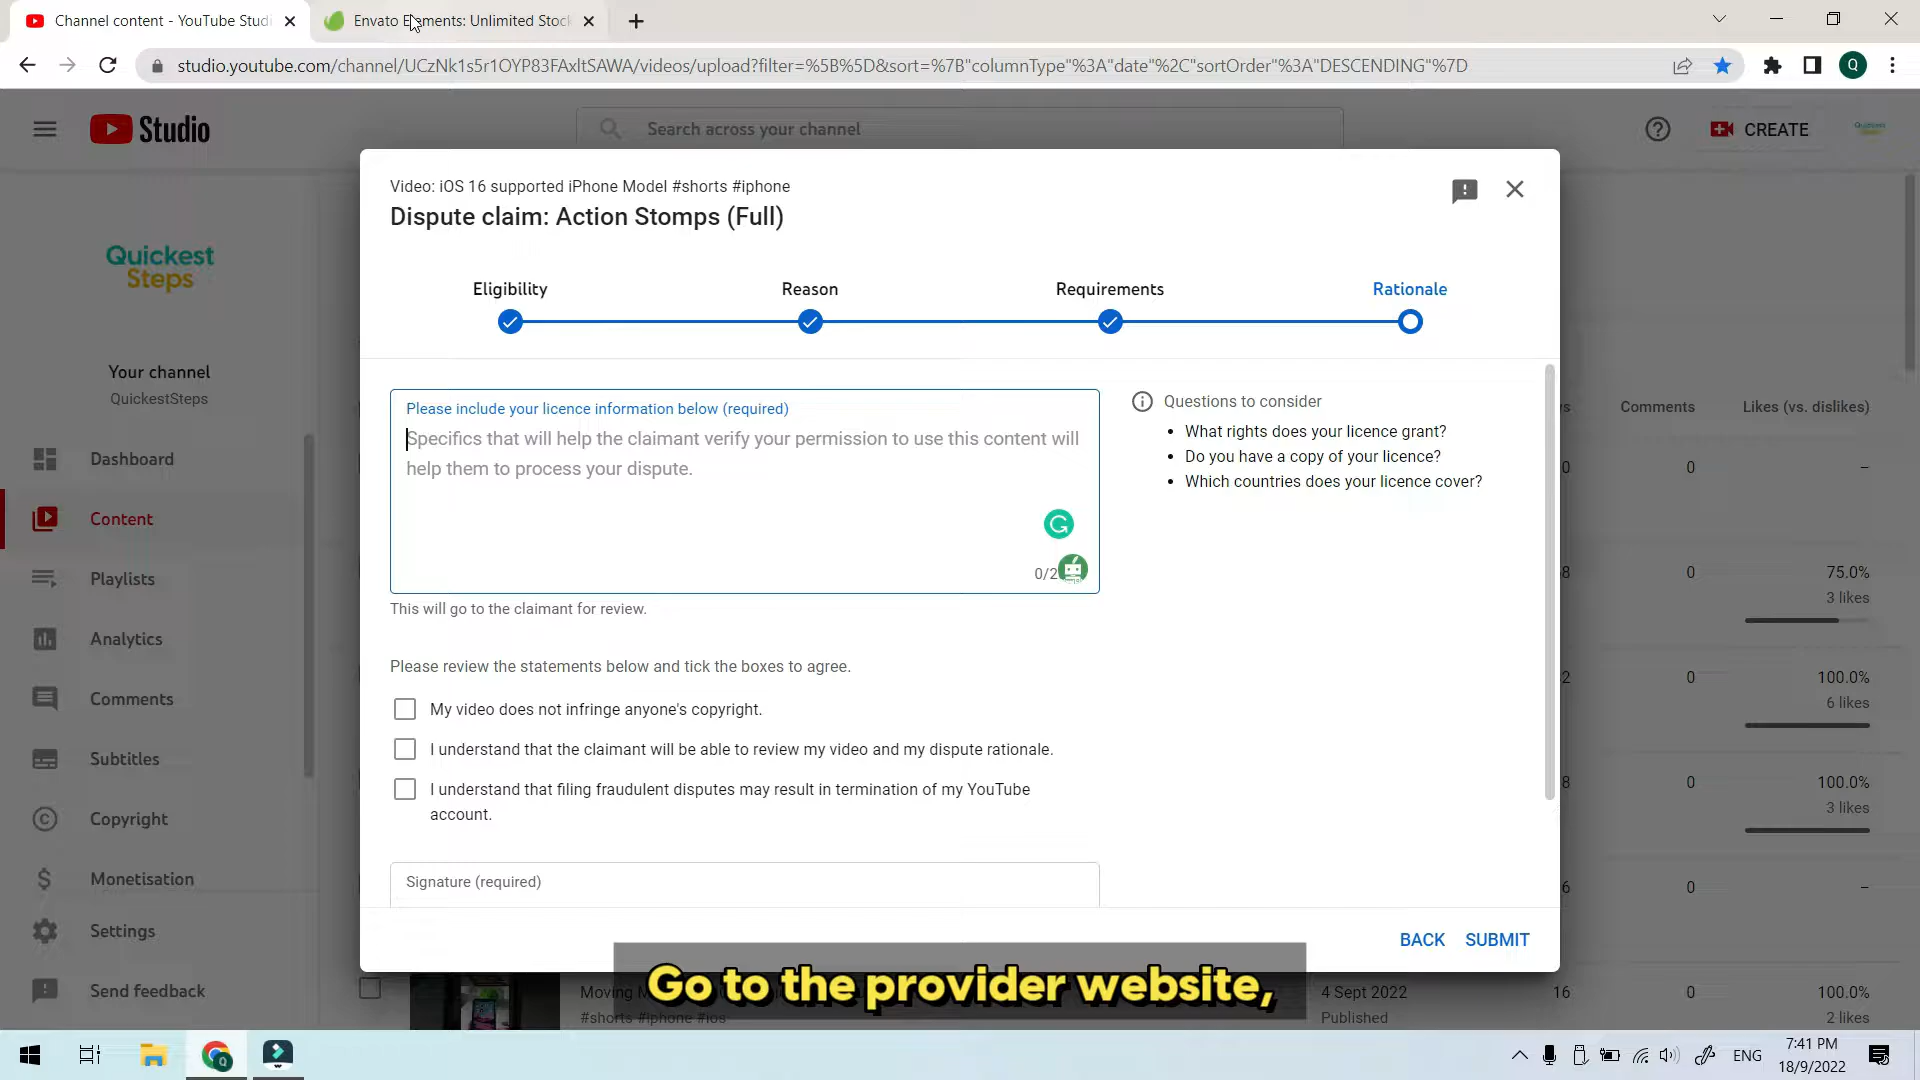 Channel content - YouTube Studi
Envato Elements: Unlimited Stock
studio.youtube.com/channel/UCzNk1s5r1OYP83FAxltSAWA/videos/upload?filter=%5B%5D&sort=%7B"columnType"%3A"date"%2C"sortOrder"%3A"DESCENDING"%7D
Q
Studio
Search across your channel
CREATE
Quickest
Steps
Your channel
QuickestSteps
Dashboard
Content
Playlists
Analytics
Comments
Subtitles
Copyright
Monetisation
Settings
Send feedback
Video: iOS 16 supported iPhone Model #shorts #iphone
Dispute claim: Action Stomps (Full)
Eligibility
Reason
Requirements
Rationale
Please include your licence information below (required)
Specifics that will help the claimant verify your permission to use this content will
help them to process your dispute.
0/2
This will go to the claimant for review.
Questions to consider
• What rights does your licence grant?
• Do you have a copy of your licence?
• Which countries does your licence cover?
Please review the statements below and tick the boxes to agree.
My video does not infringe anyone's copyright.
I understand that the claimant will be able to review my video and my dispute rationale.
I understand that filing fraudulent disputes may result in termination of my YouTube
account.
Signature (required)
BACK
SUBMIT
Comments
Likes (vs. dislikes)
0
–
0
75.0%
3 likes
0
100.0%
6 likes
0
100.0%
3 likes
0
–
Moving
#shorts #iphone #ios
4 Sept 2022
Published
16
0
100.0%
2 likes
Go to the provider website,
ENG
7:41 PM
18/9/2022